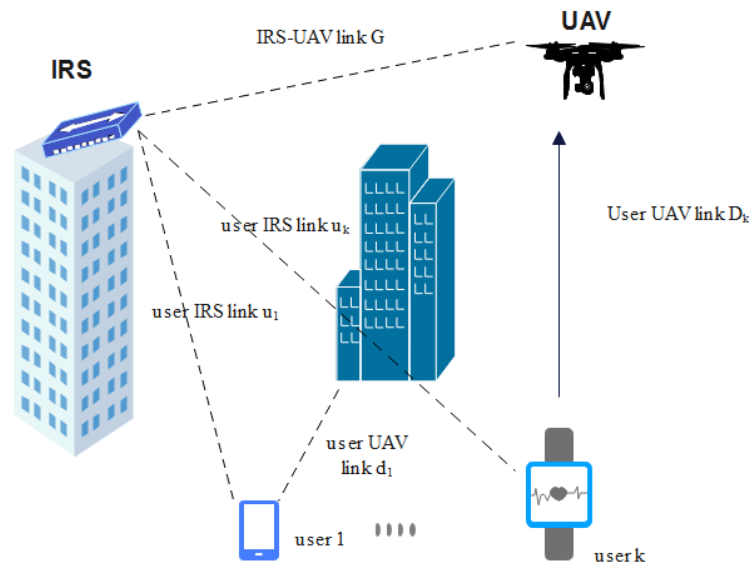 UAV
IRS-UAV link G
IRS
user IRS link uₖ
User UAV link Dₖ
user IRS link u₁
user UAV
link d₁
user 1
user k